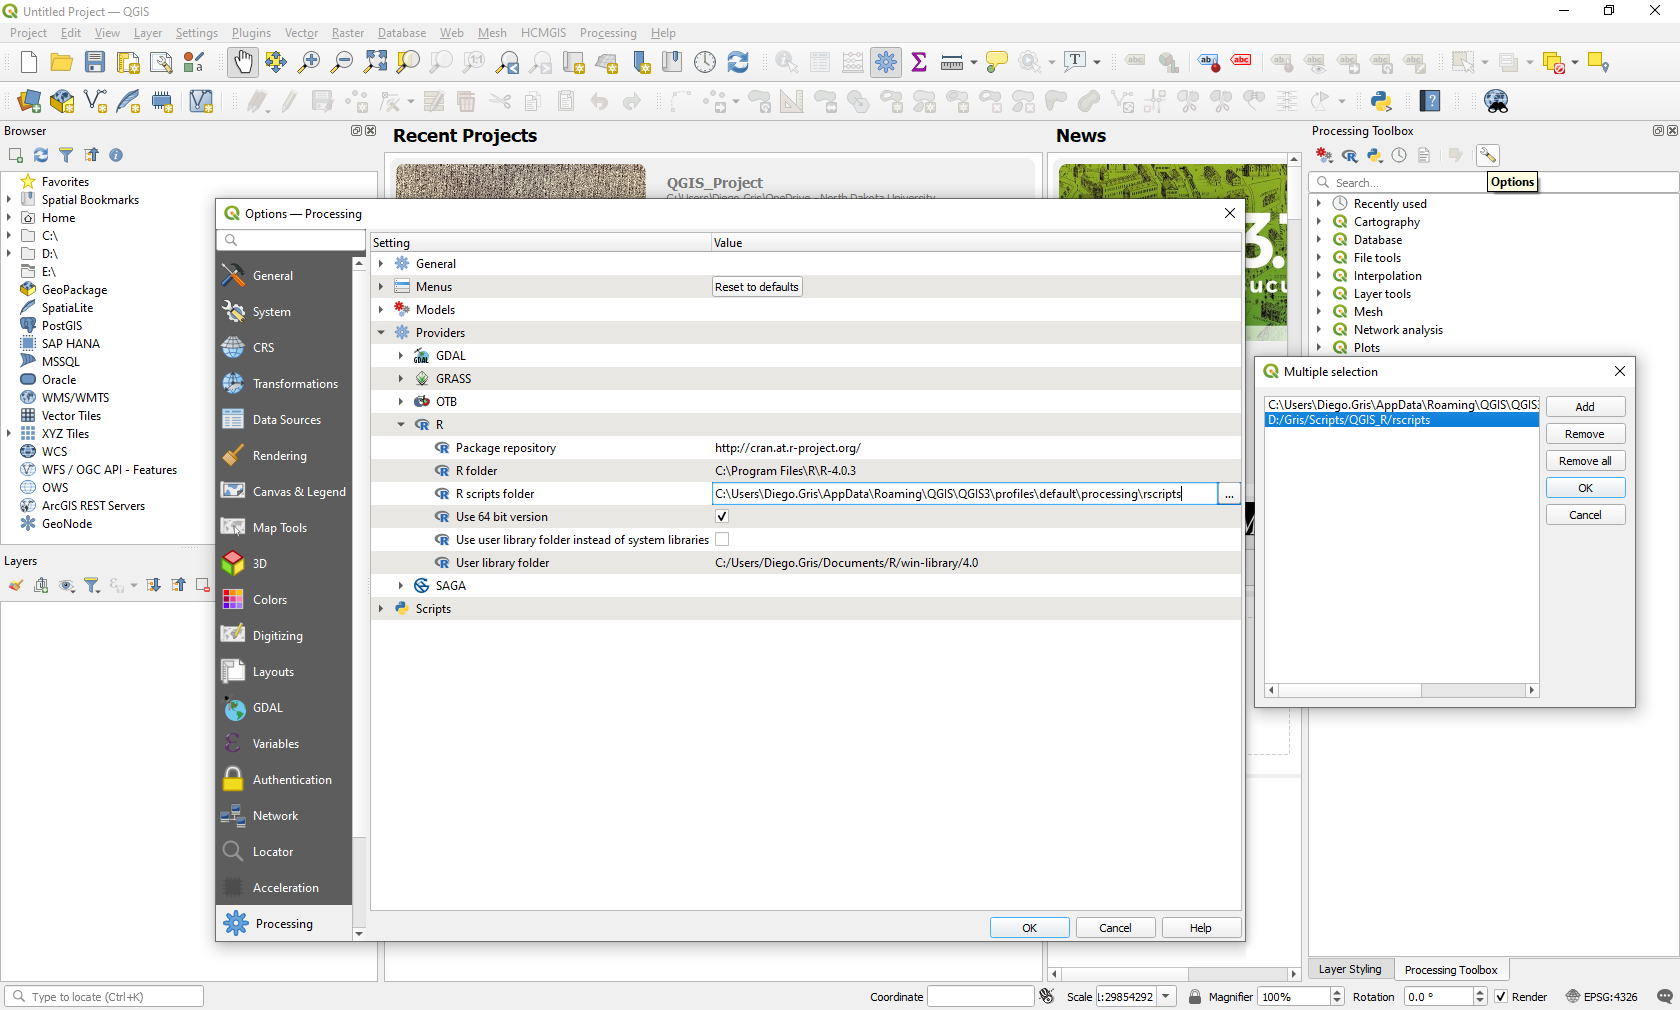 Untitled Project — QGIS
Project Edit View Layer Settings Plugins Vector Raster Database Web Mesh HCMGIS Processing Help
Browser
Favorites
Spatial Bookmarks
Home
C:\
D:\
E:\
GeoPackage
SpatiaLite
PostGIS
SAP HANA
MSSQL
Oracle
WMS/WMTS
Vector Tiles
XYZ Tiles
WCS
WFS / OGC API - Features
OWS
ArcGIS REST Servers
GeoNode
Layers
Recent Projects
QGIS_Project
News
Options — Processing
General
System
CRS
Transformations
Data Sources
Rendering
Canvas & Legend
Map Tools
3D
Colors
Digitizing
Layouts
GDAL
Variables
Authentication
Network
Locator
Acceleration
Processing
Setting Value
General
Menus Reset to defaults
Models
Providers
GDAL
GRASS
OTB
R
Package repository http://cran.at.r-project.org/
R folder C:\Program Files\R\R-4.0.3
R scripts folder C:\Users\Diego.Gris\AppData\Roaming\QGIS\QGIS3\profiles\default\processing\rscripts ...
Use 64 bit version
Use user library folder instead of system libraries
User library folder C:/Users/Diego.Gris/Documents/R/win-library/4.0
SAGA
Scripts
OK Cancel Help
Processing Toolbox
Search...
Options
Recently used
Cartography
Database
File tools
Interpolation
Layer tools
Mesh
Network analysis
Plots
Multiple selection
C:\Users\Diego.Gris\AppData\Roaming\QGIS\QGIS3
D:/Gris/Scripts/QGIS_R/rscripts
Add
Remove
Remove all
OK
Cancel
Layer Styling Processing Toolbox
Type to locate (Ctrl+K) Coordinate Scale 1:29854292 Magnifier 100% Rotation 0.0 ° Render EPSG:4326